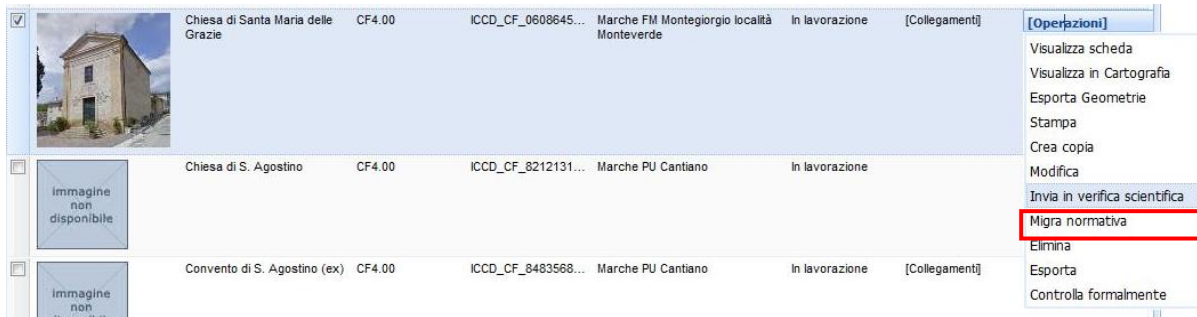 Chiesa di Santa Maria delle Grazie
CF4.00
ICCD_CF_0608645...
Marche FM Montegiorgio località Monteverde
In lavorazione
[Collegamenti]
[Operazioni]
Visualizza scheda
Visualizza in Cartografia
Esporta Geometrie
Stampa
Crea copia
Modifica
Invia in verifica scientifica
Migra normativa
Elimina
Esporta
Controlla formalmente
immagine
non
disponibile
Chiesa di S. Agostino
CF4.00
ICCD_CF_8212131...
Marche PU Cantiano
In lavorazione
immagine
non
Convento di S. Agostino (ex)
CF4.00
ICCD_CF_8483568...
Marche PU Cantiano
In lavorazione
[Collegamenti]